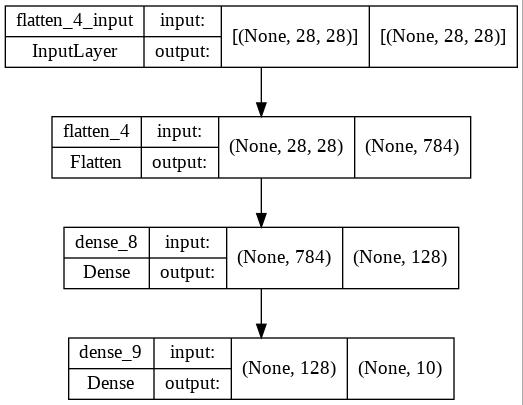 flatten_4_input input: [(None, 28, 28)] [(None, 28, 28)]
InputLayer output:
flatten_4 input: (None, 28, 28) (None, 784)
Flatten output:
dense_8 input: (None, 784) (None, 128)
Dense output:
dense_9 input: (None, 128) (None, 10)
Dense output: